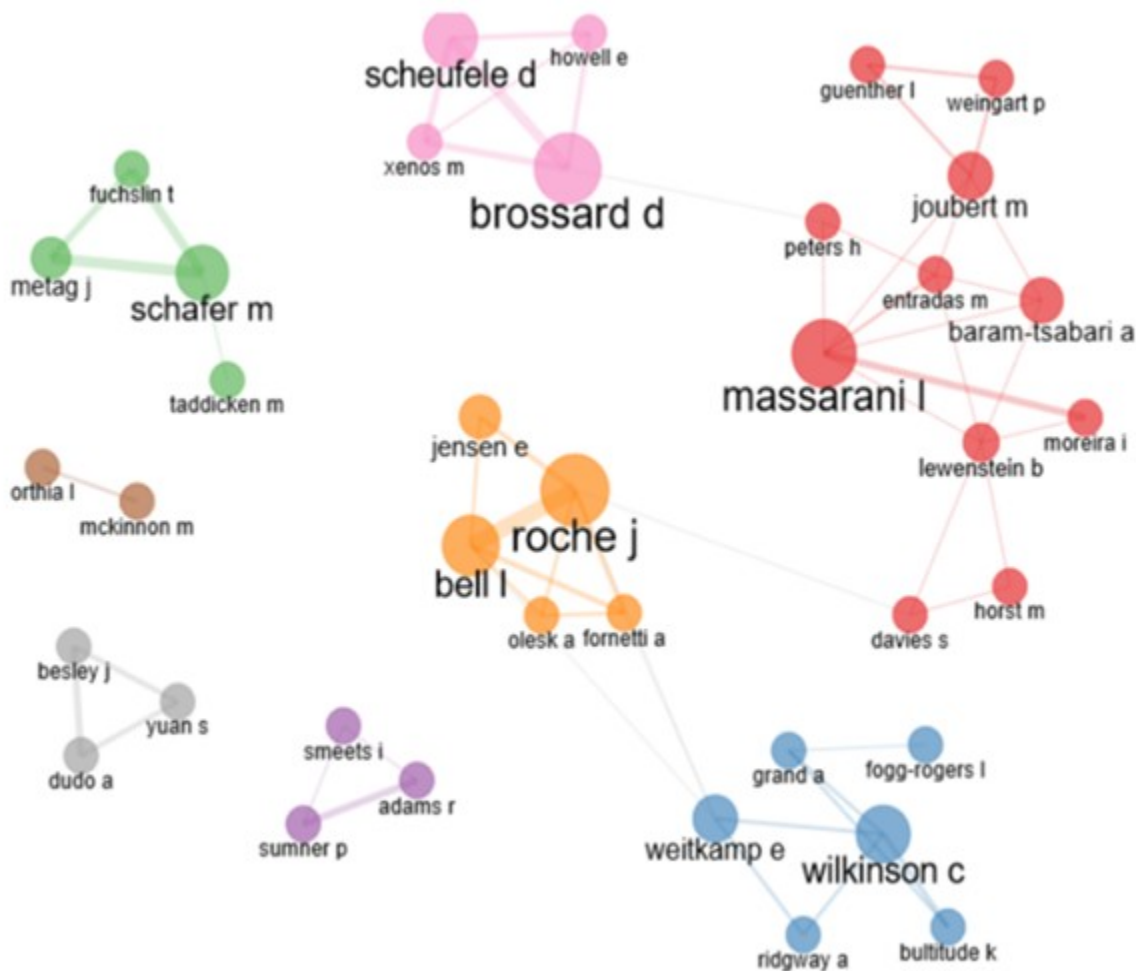 scheufele d
howell e
xenos m
brossard d
guenther l
weingart p
joubert m
peters h
entradas m
baram-tsabari a
massarani l
moreira i
lewenstein b
horst m
davies s
fuchslin t
metag j
schafer m
taddicken m
orthia l
mckinnon m
jensen e
roche j
bell l
olesk a
fornetti a
besley j
yuan s
dudo a
smeets i
adams r
sumner p
grand a
fogg-rogers l
weitkamp e
wilkinson c
ridgway a
bultitude k